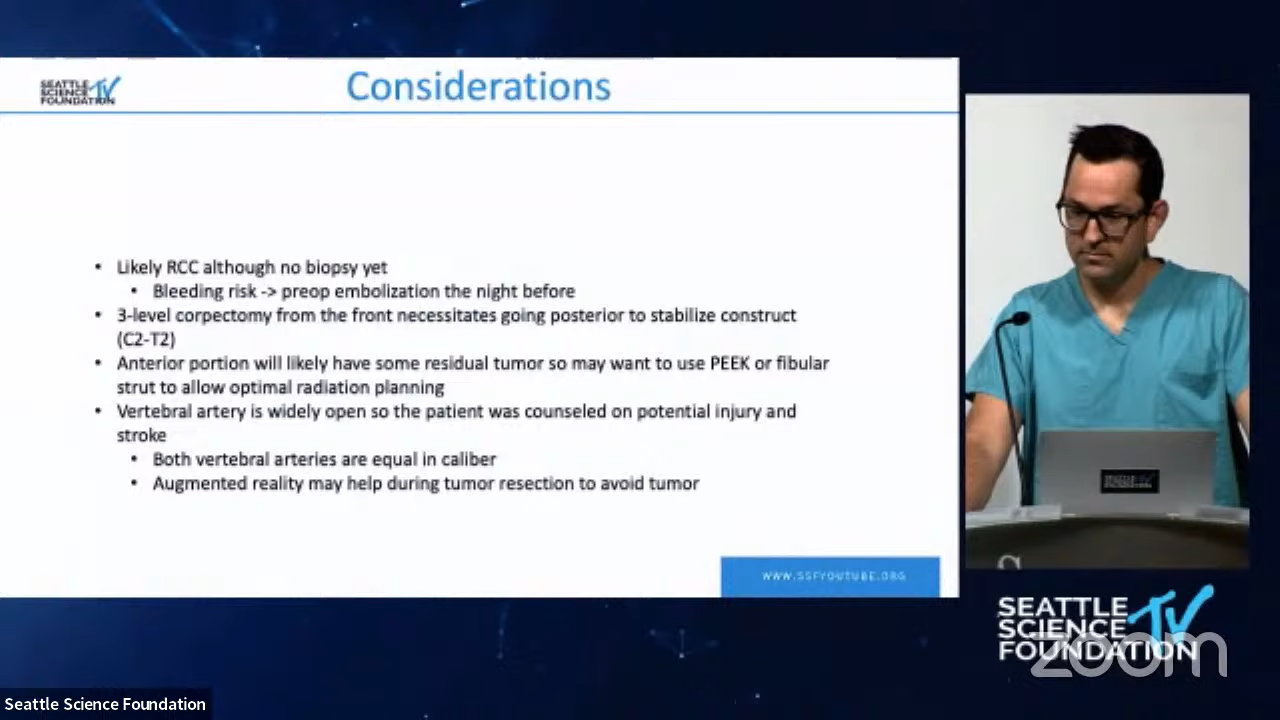 SEATTLE
SCIENCE TV
FOUNDATION
Considerations
• Likely RCC although no biopsy yet
• Bleeding risk -> preop embolization the night before
• 3-level corpectomy from the front necessitates going posterior to stabilize construct
(C2-T2)
• Anterior portion will likely have some residual tumor so may want to use PEEK or fibular
strut to allow optimal radiation planning
• Vertebral artery is widely open so the patient was counseled on potential injury and
stroke
• Both vertebral arteries are equal in caliber
• Augmented reality may help during tumor resection to avoid tumor
WWW.SSFYOUTUBE.ORG
S
SEATTLE
SCIENCE TV
FOUNDATION
zoom
Seattle Science Foundation